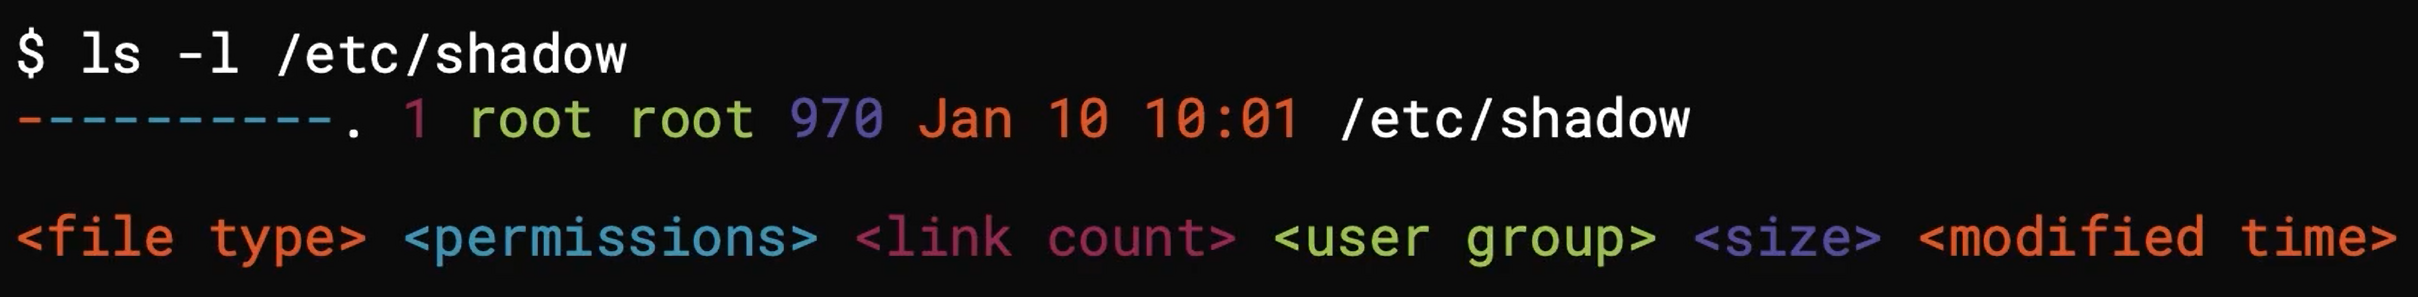 $ ls -l /etc/shadow
----------. 1 root root 970 Jan 10 10:01 /etc/shadow
<file type> <permissions> <link count> <user group> <size> <modified time>